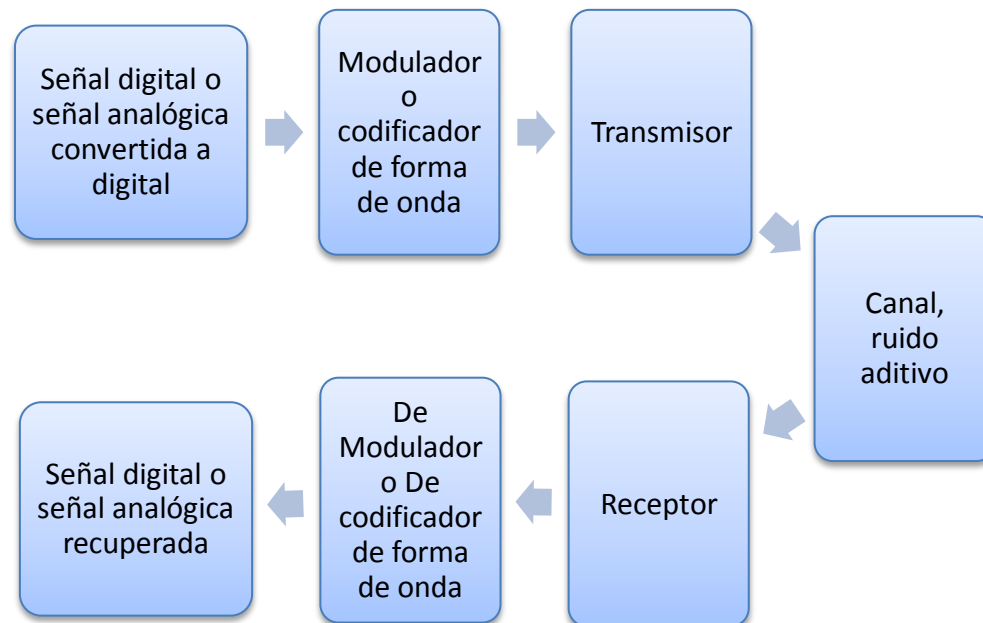 Señal digital o
señal analógica
convertida a
digital
Modulador
o
codificador
de forma
de onda
Transmisor
Canal,
ruido
aditivo
Receptor
De
Modulador
o De
codificador
de forma
de onda
Señal digital o
señal analógica
recuperada